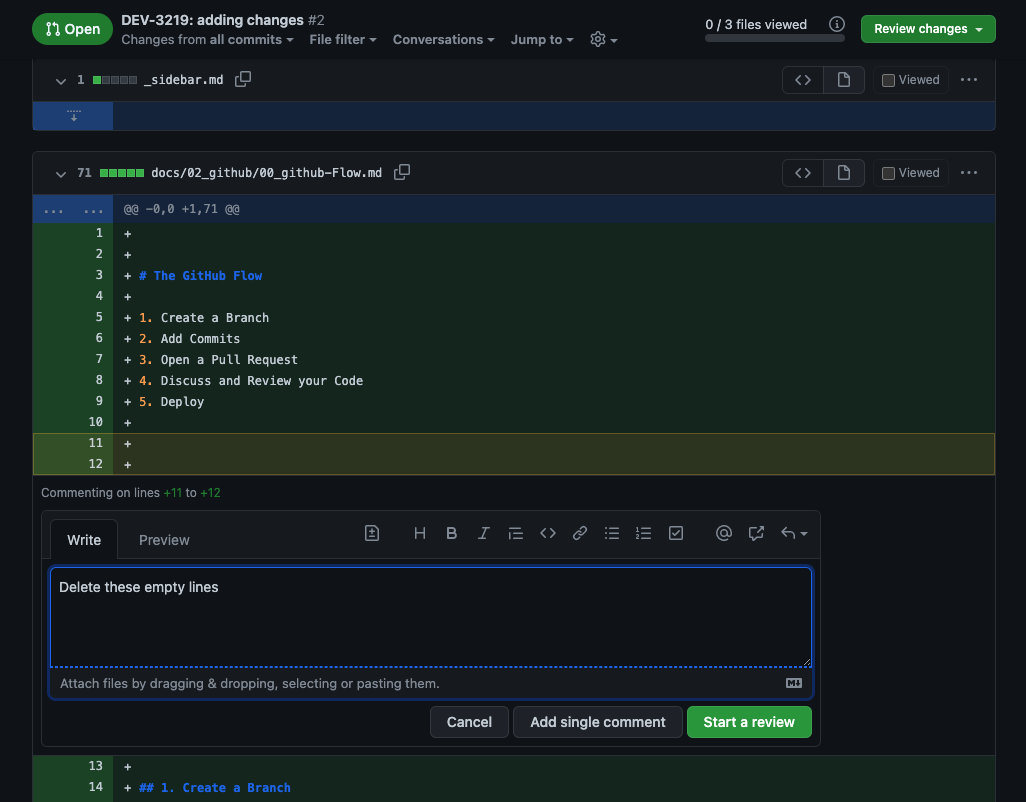 Open DEV-3219: adding changes #2
Changes from all commits File filter Conversations Jump to
0 / 3 files viewed
Review changes
1 _sidebar.md Viewed
71 docs/02_github/00_github-Flow.md Viewed
... ... @@ -0,0 +1,71 @@
1 +
2 +
3 + # The GitHub Flow
4 +
5 + 1. Create a Branch
6 + 2. Add Commits
7 + 3. Open a Pull Request
8 + 4. Discuss and Review your Code
9 + 5. Deploy
10 +
11 +
12 +
Commenting on lines +11 to +12
Write Preview
Delete these empty lines
Attach files by dragging & dropping, selecting or pasting them.
Cancel Add single comment Start a review
13 +
14 + ## 1. Create a Branch